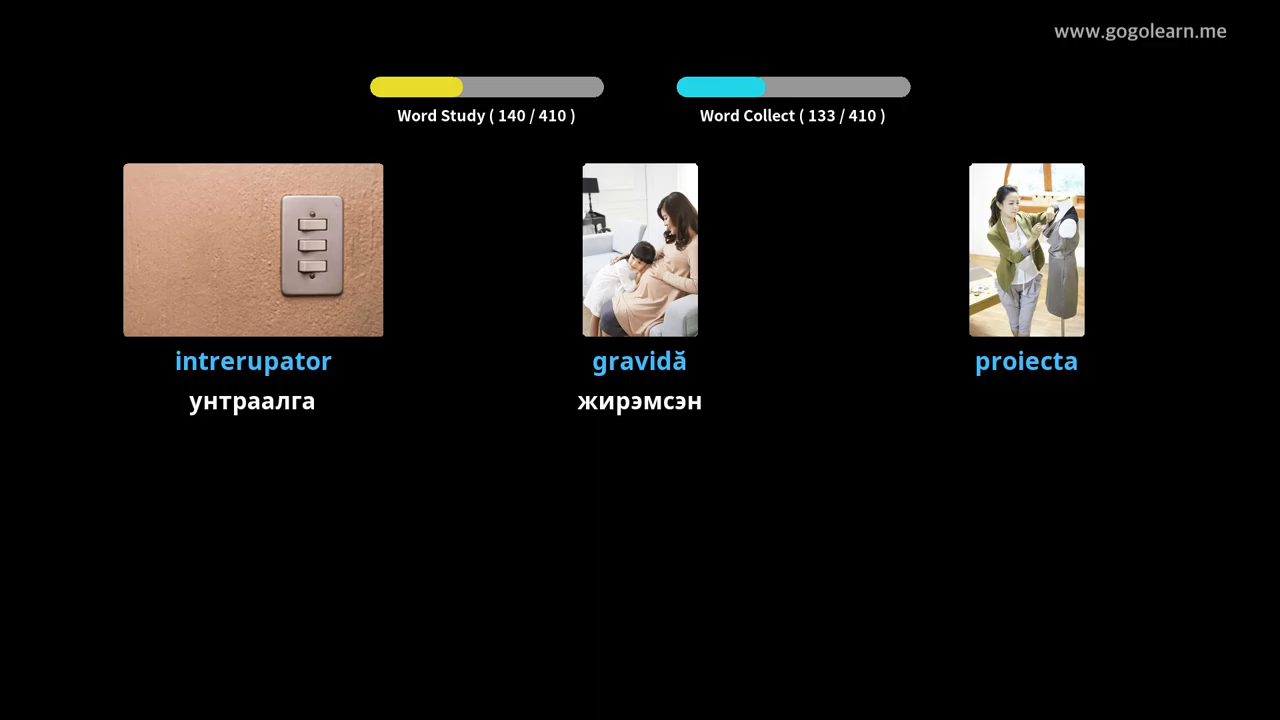 www.gogolearn.me
Word Study ( 140 / 410 )
Word Collect ( 133 / 410 )
intrerupator
gravidă
proiecta
унтраалга
жирэмсэн